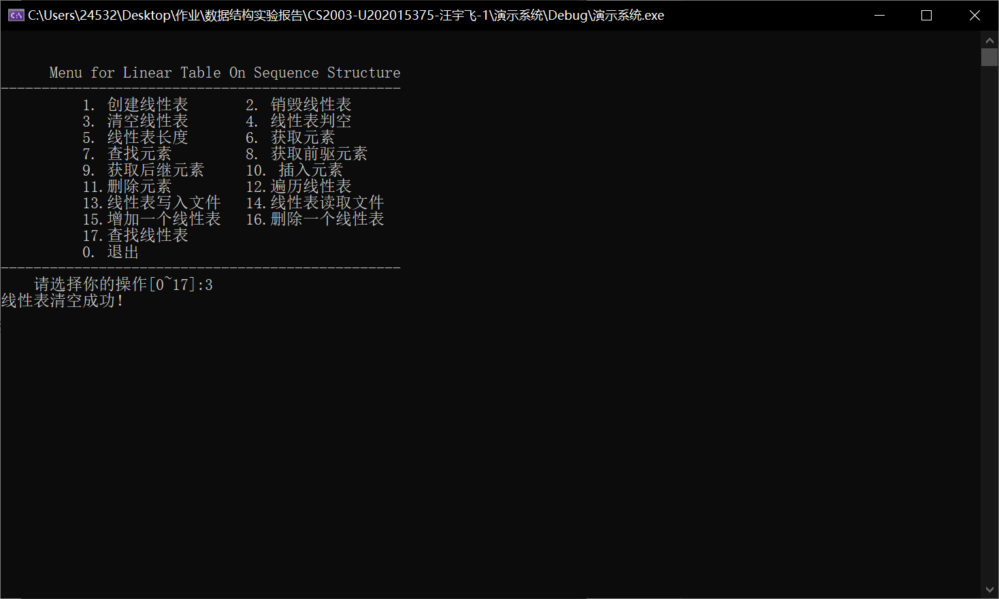 C:\Users\24532\Desktop\作业\数据结构实验报告\CS2003-U202015375-汪宇飞-1\演示系统\Debug\演示系统.exe
Menu for Linear Table On Sequence Structure
-------------------------------------------------
1. 创建线性表 2. 销毁线性表
3. 清空线性表 4. 线性表判空
5. 线性表长度 6. 获取元素
7. 查找元素 8. 获取前驱元素
9. 获取后继元素 10. 插入元素
11.删除元素 12.遍历线性表
13.线性表写入文件 14.线性表读取文件
15.增加一个线性表 16.删除一个线性表
17.查找线性表
0. 退出
-------------------------------------------------
请选择你的操作[0~17]:3
线性表清空成功!